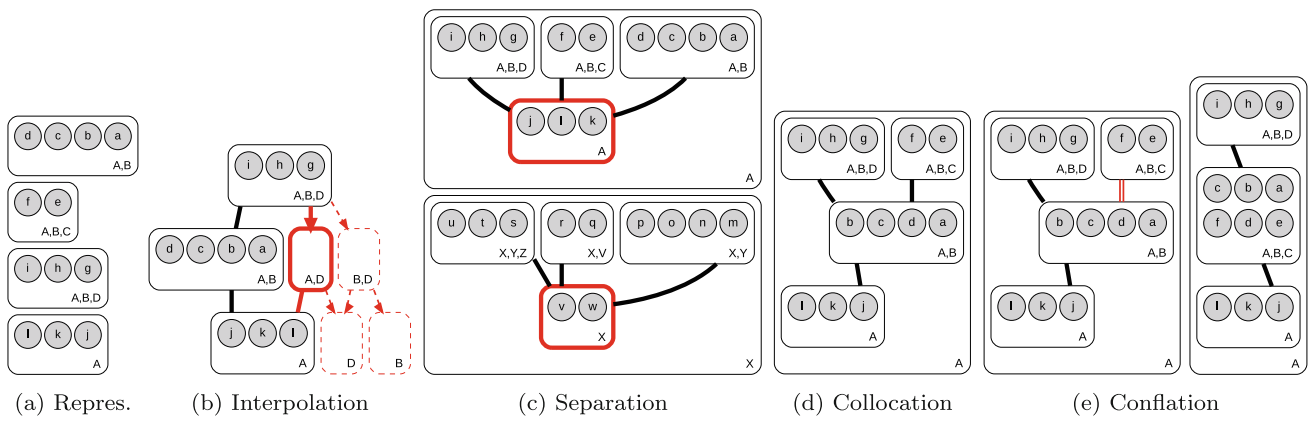 d c b a
A,B
f e
A,B,C
i h g
A,B,D
l k j
A
(a) Repres.
i h g
A,B,D
d c b a
A,B
A,D
B,D
j k l
A
D
B
(b) Interpolation
i h g
A,B,D
f e
A,B,C
d c b a
A,B
j l k
A
A
u t s
X,Y,Z
r q
X,V
p o n m
X,Y
v w
X
X
(c) Separation
i h g
A,B,D
f e
A,B,C
b c d a
A,B
l k j
A
A
(d) Collocation
i h g
A,B,D
f e
A,B,C
b c d a
A,B
l k j
A
A
i h g
A,B,D
c b a
f d e
A,B,C
l k j
A
A
(e) Conflation